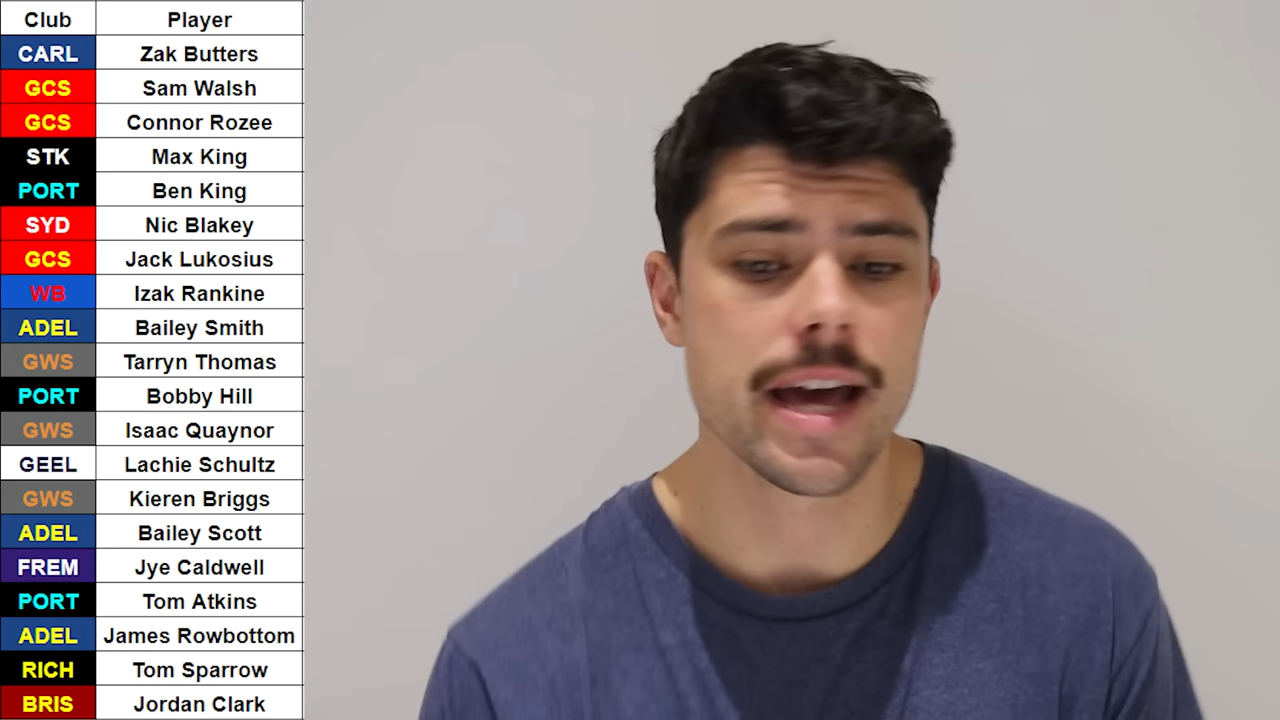 Club Player
CARL Zak Butters
GCS Sam Walsh
GCS Connor Rozee
STK Max King
PORT Ben King
SYD Nic Blakey
GCS Jack Lukosius
WB Izak Rankine
ADEL Bailey Smith
GWS Tarryn Thomas
PORT Bobby Hill
GWS Isaac Quaynor
GEEL Lachie Schultz
GWS Kieren Briggs
ADEL Bailey Scott
FREM Jye Caldwell
PORT Tom Atkins
ADEL James Rowbottom
RICH Tom Sparrow
BRIS Jordan Clark